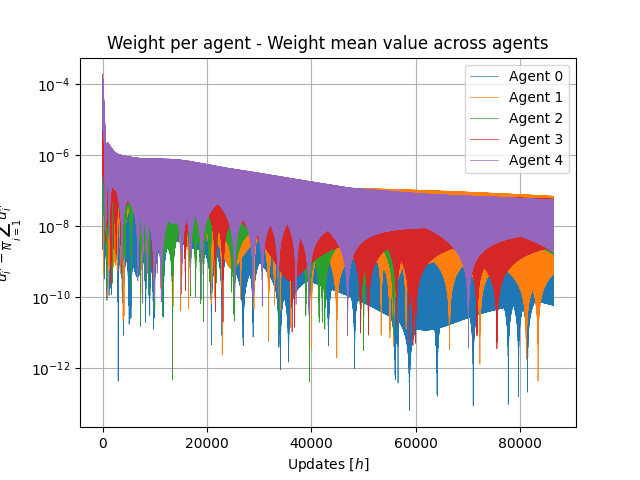 Weight per agent - Weight mean value across agents
Agent 0
Agent 1
Agent 2
Agent 3
Agent 4
10⁻⁴
10⁻⁶
10⁻⁸
10⁻¹⁰
10⁻¹²
0 20000 40000 60000 80000
Updates [h]